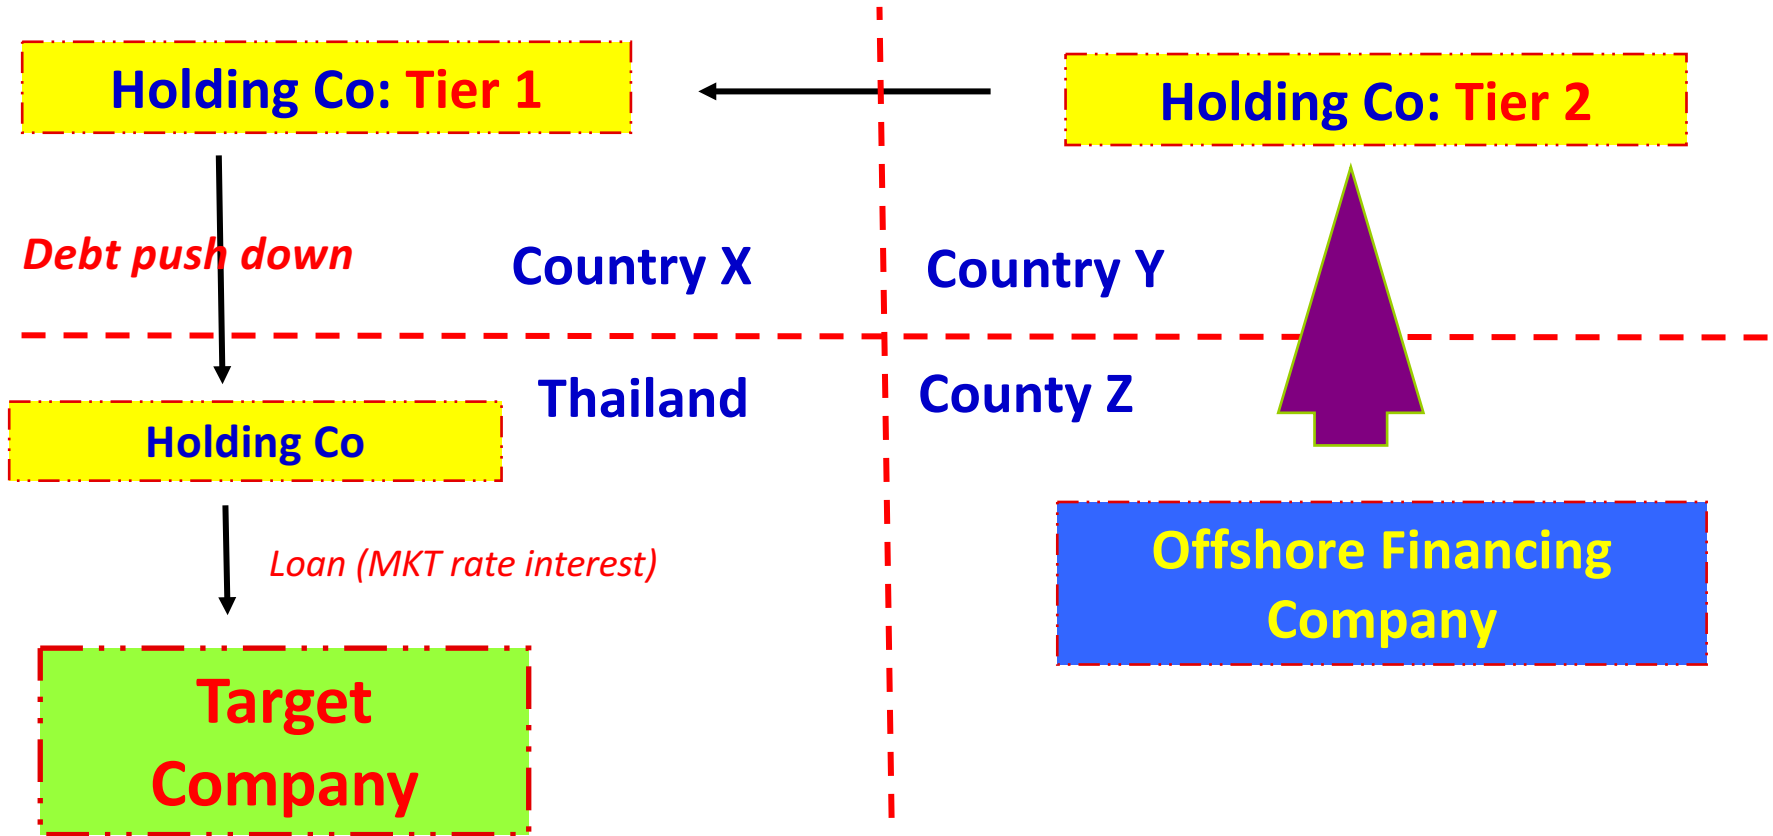 Holding Co: Tier 1
Holding Co: Tier 2
Debt push down
Country X
Country Y
Thailand
County Z
Holding Co
Loan (MKT rate interest)
Offshore Financing
Company
Target
Company